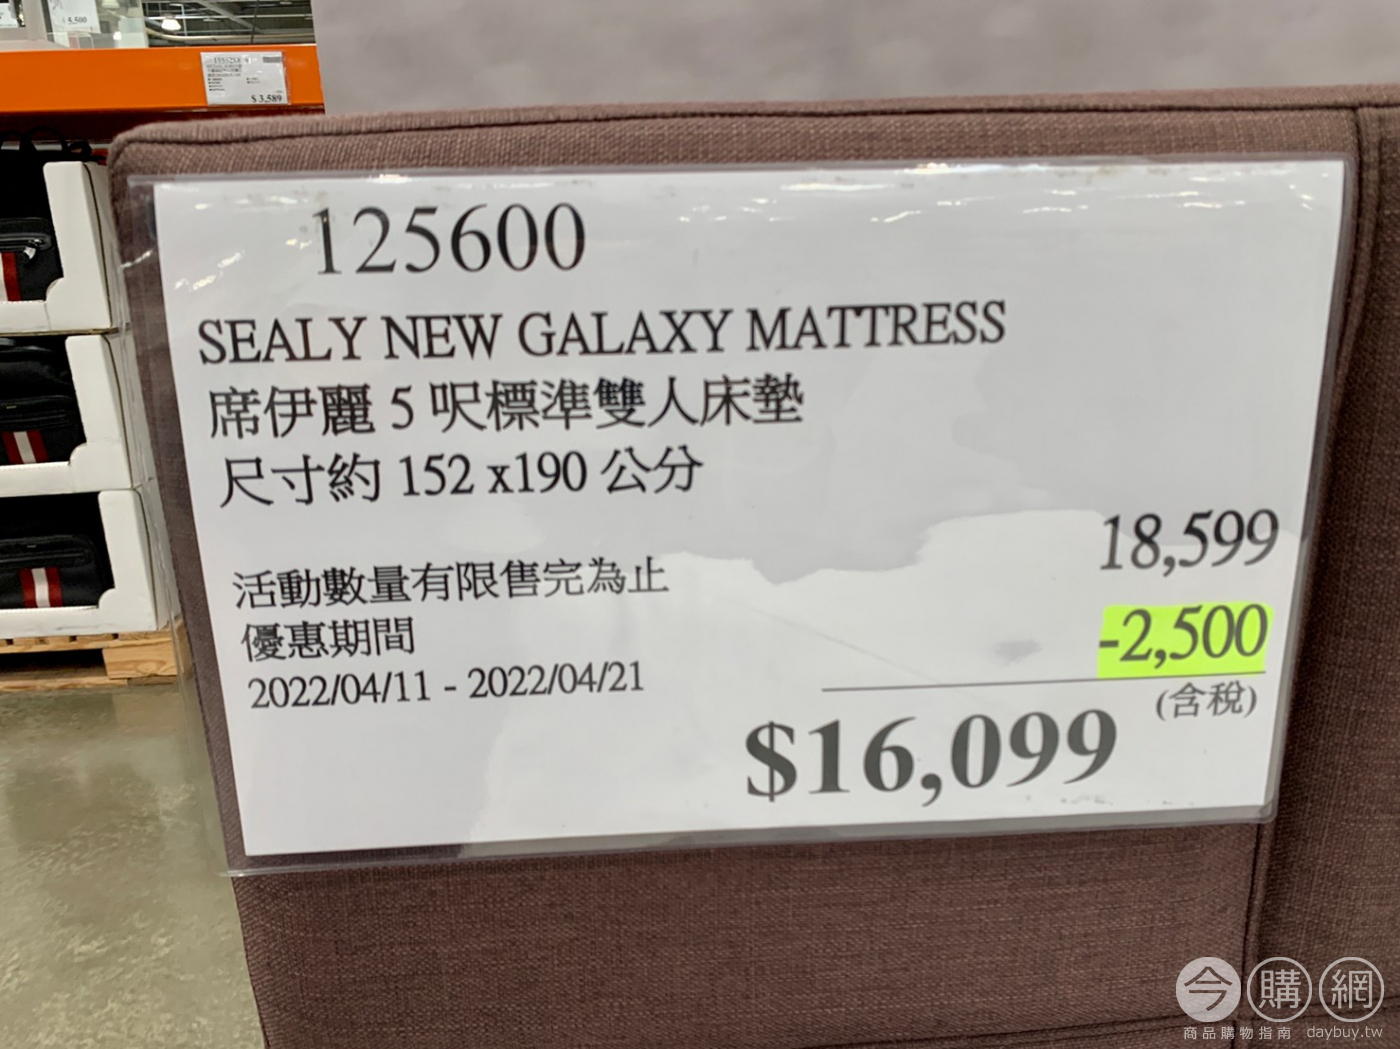 $3,589
125600
SEALY NEW GALAXY MATTRESS
席伊麗 5 呎標準雙人床墊
尺寸約 152 x190 公分
18,599
活動數量有限售完為止
-2,500
優惠期間
(含稅)
2022/04/11 - 2022/04/21
$16,099
今購網
商品購物指南 daybuy.tw